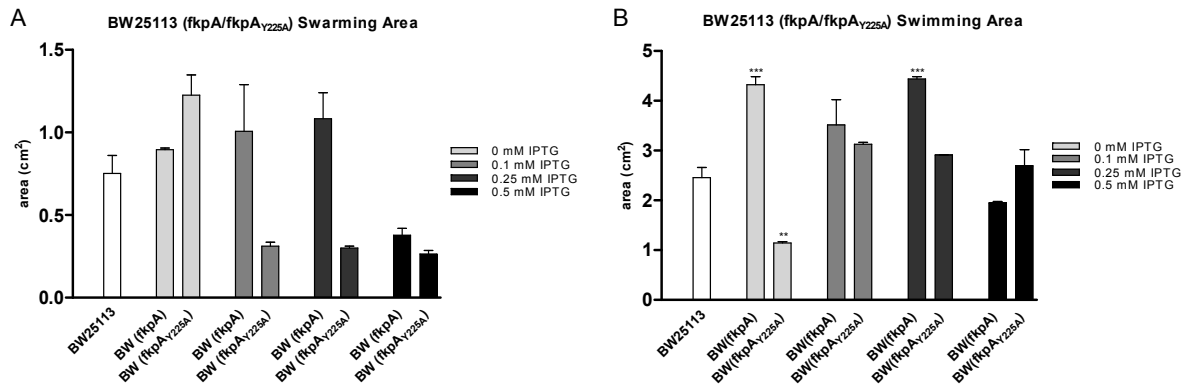 A
BW25113 (fkpA/fkpAY225A) Swarming Area
area (cm²)
1.5
1.0
0.5
0.0
BW25113
BW (fkpA)
BW (fkpAY225A)
BW (fkpA)
BW (fkpAY225A)
BW (fkpA)
BW (fkpAY225A)
BW (fkpA)
BW (fkpAY225A)
0 mM IPTG
0.1 mM IPTG
0.25 mM IPTG
0.5 mM IPTG
B
BW25113 (fkpA/fkpAY225A) Swimming Area
area (cm²)
5
4
3
2
1
0
***
**
***
BW25113
BW(fkpA)
BW(fkpAY225A)
BW(fkpA)
BW(fkpAY225A)
BW(fkpA)
BW(fkpAY225A)
BW(fkpA)
BW(fkpAY225A)
0 mM IPTG
0.1 mM IPTG
0.25 mM IPTG
0.5 mM IPTG